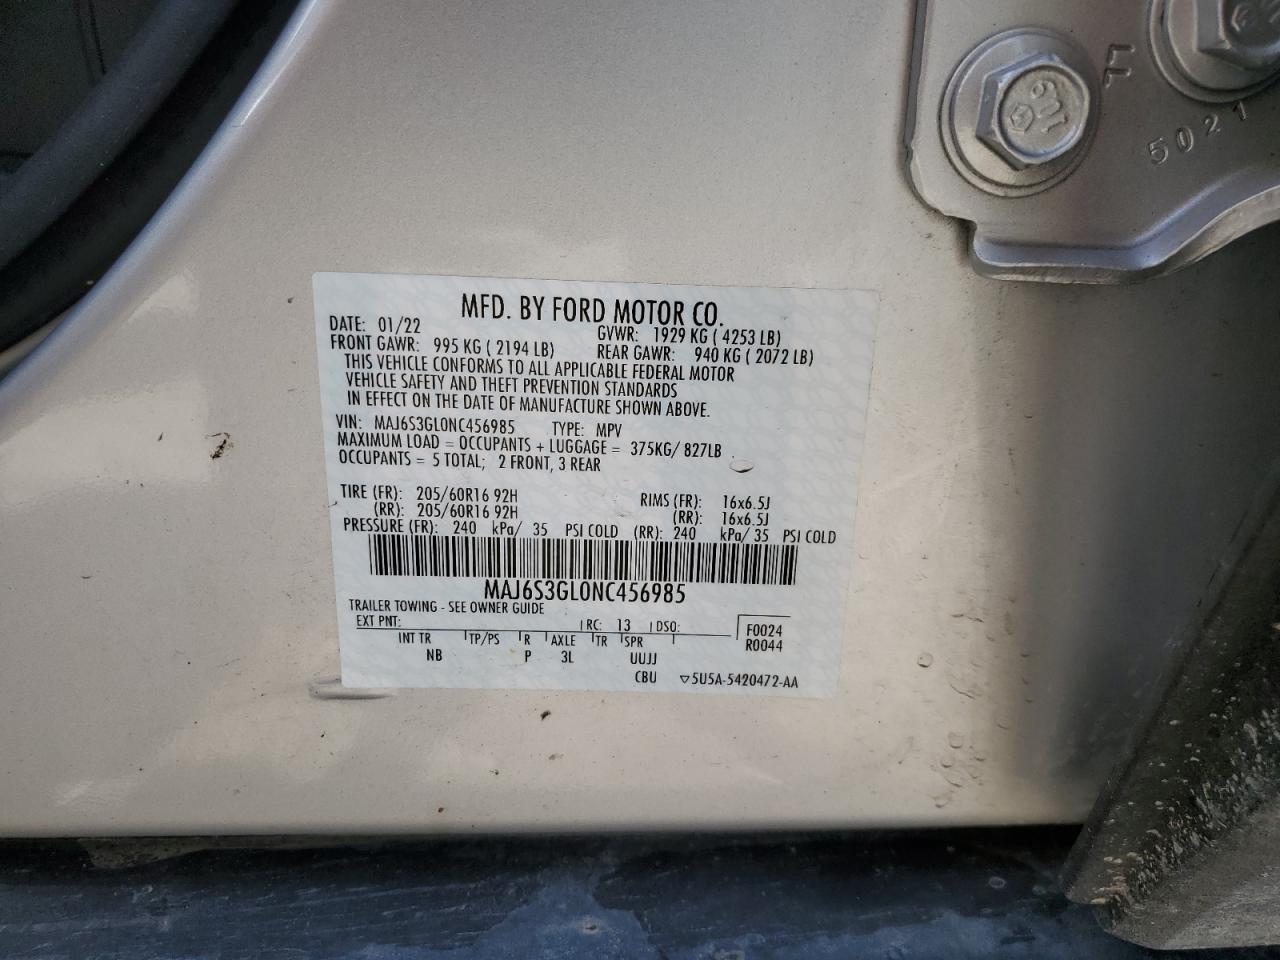 MFD. BY FORD MOTOR CO.
DATE: 01/22 GVWR: 1929 KG ( 4253 LB)
FRONT GAWR: 995 KG ( 2194 LB) REAR GAWR: 940 KG ( 2072 LB)
THIS VEHICLE CONFORMS TO ALL APPLICABLE FEDERAL MOTOR
VEHICLE SAFETY AND THEFT PREVENTION STANDARDS
IN EFFECT ON THE DATE OF MANUFACTURE SHOWN ABOVE.
VIN: MAJ6S3GL0NC456985 TYPE: MPV
MAXIMUM LOAD = OCCUPANTS + LUGGAGE = 375KG/ 827LB
OCCUPANTS = 5 TOTAL; 2 FRONT, 3 REAR
TIRE (FR): 205/60R16 92H RIMS (FR): 16x6.5J
(RR): 205/60R16 92H (RR): 16x6.5J
PRESSURE (FR): 240 kPa/ 35 PSI COLD (RR): 240 kPa/ 35 PSI COLD
MAJ6S3GL0NC456985
TRAILER TOWING - SEE OWNER GUIDE
EXT PNT: RC: 13 DSO: F0024
R0044
INT TR TP/PS R AXLE TR SPR
NB P 3L UUJJ
CBU ▽5U5A-5420472-AA
5021